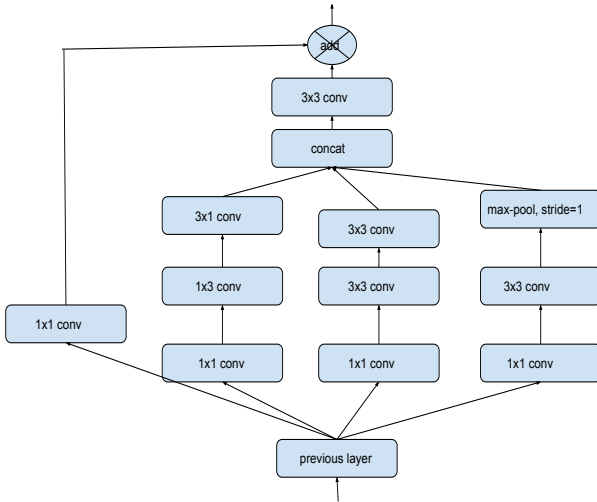 add
3x3 conv
concat
3x1 conv
3x3 conv
max-pool, stride=1
1x3 conv
3x3 conv
3x3 conv
1x1 conv
1x1 conv
1x1 conv
1x1 conv
previous layer